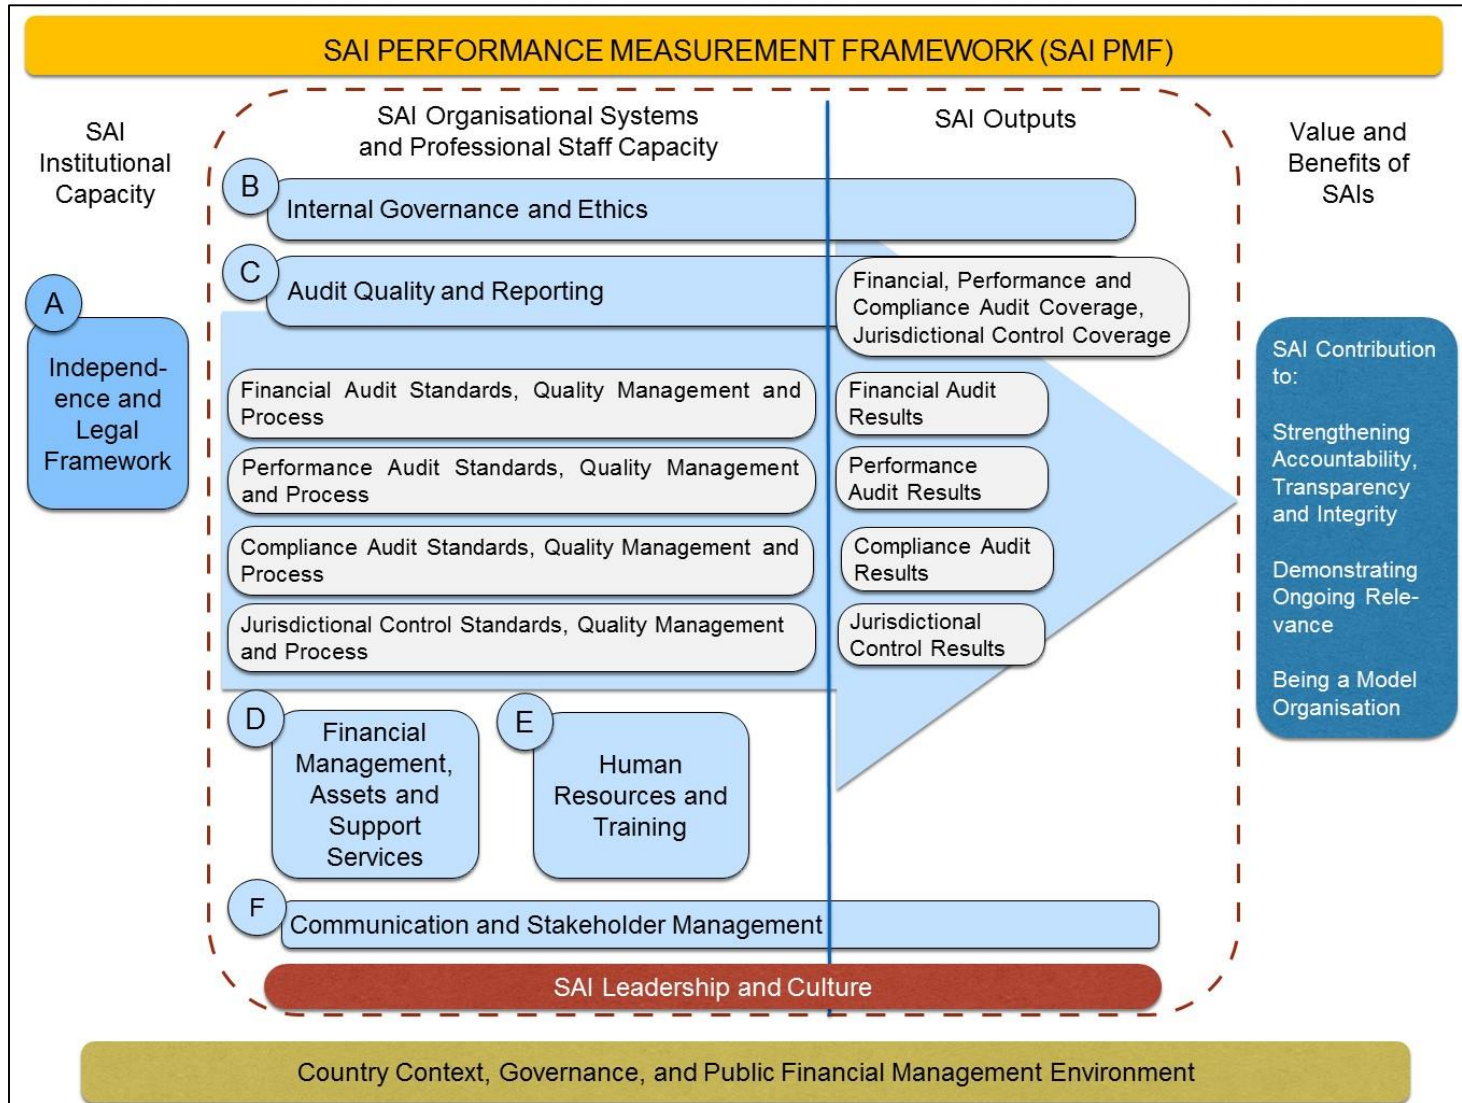 SAI PERFORMANCE MEASUREMENT FRAMEWORK (SAI PMF)
SAI
Institutional
Capacity
SAI Organisational Systems
and Professional Staff Capacity
SAI Outputs
Value and
Benefits of
SAIs
A
Independ-
ence and
Legal
Framework
B
Internal Governance and Ethics
C
Audit Quality and Reporting
Financial, Performance and
Compliance Audit Coverage,
Jurisdictional Control Coverage
Financial Audit Standards, Quality Management and
Process
Financial Audit
Results
Performance Audit Standards, Quality Management
and Process
Performance
Audit Results
Compliance Audit Standards, Quality Management and
Process
Compliance Audit
Results
Jurisdictional Control Standards, Quality Management
and Process
Jurisdictional
Control Results
D
Financial
Management,
Assets and
Support
Services
E
Human
Resources and
Training
F
Communication and Stakeholder Management
SAI Leadership and Culture
SAI Contribution
to:
Strengthening
Accountability,
Transparency
and Integrity
Demonstrating
Ongoing Rele-
vance
Being a Model
Organisation
Country Context, Governance, and Public Financial Management Environment